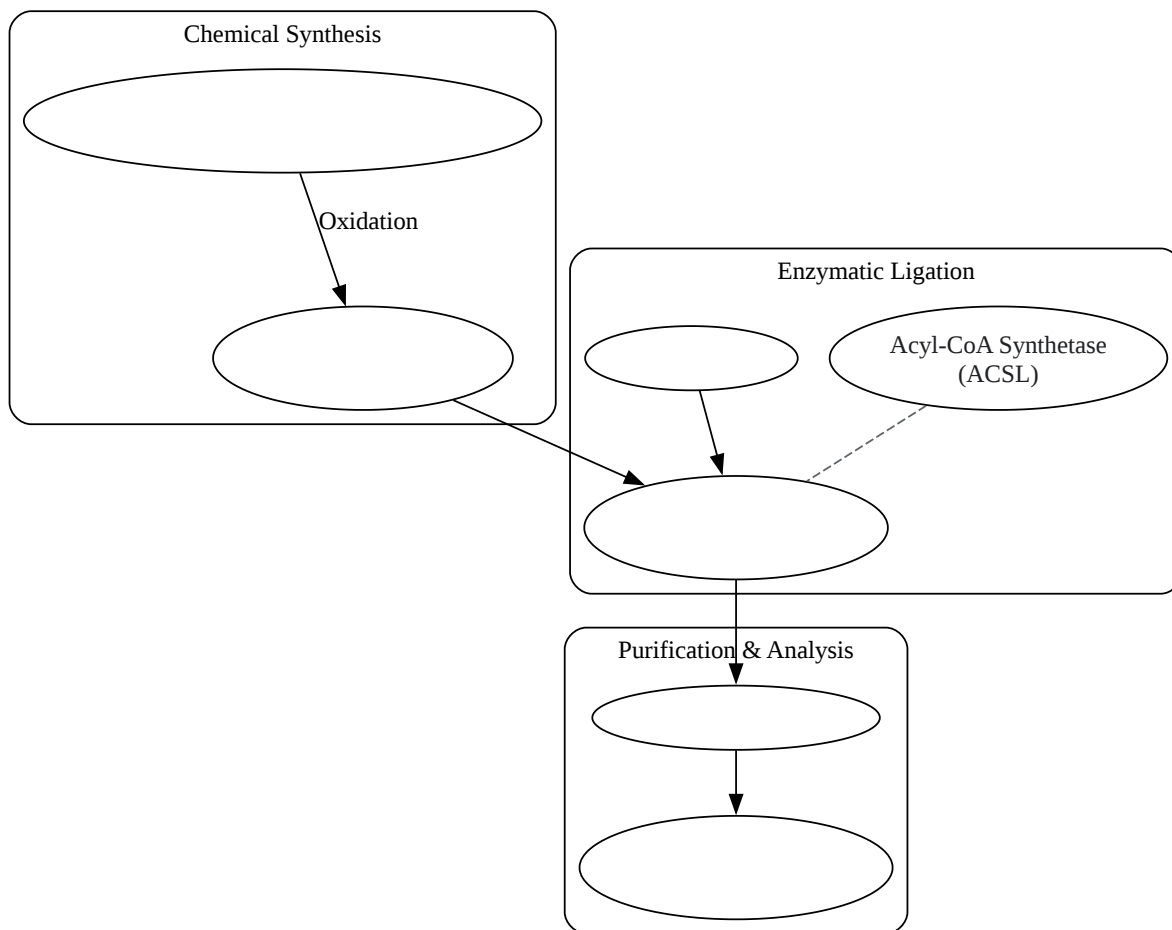 Chemical Synthesis
Oxidation
Enzymatic Ligation
Acyl-CoA Synthetase
(ACSL)
Purification & Analysis